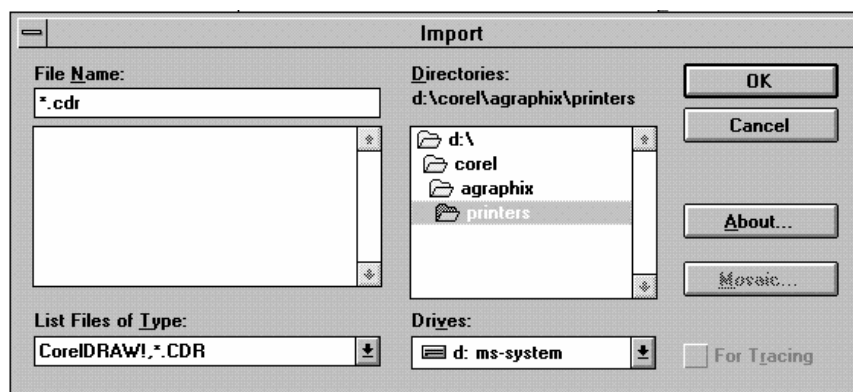 Import
File Name:
*.cdr
Directories:
d:\corel\agraphix\printers
d:\
corel
agraphix
printers
OK
Cancel
About...
Mosaic...
List Files of Type:
CorelDRAW!,*.CDR
Drives:
d: ms-system
For Tracing